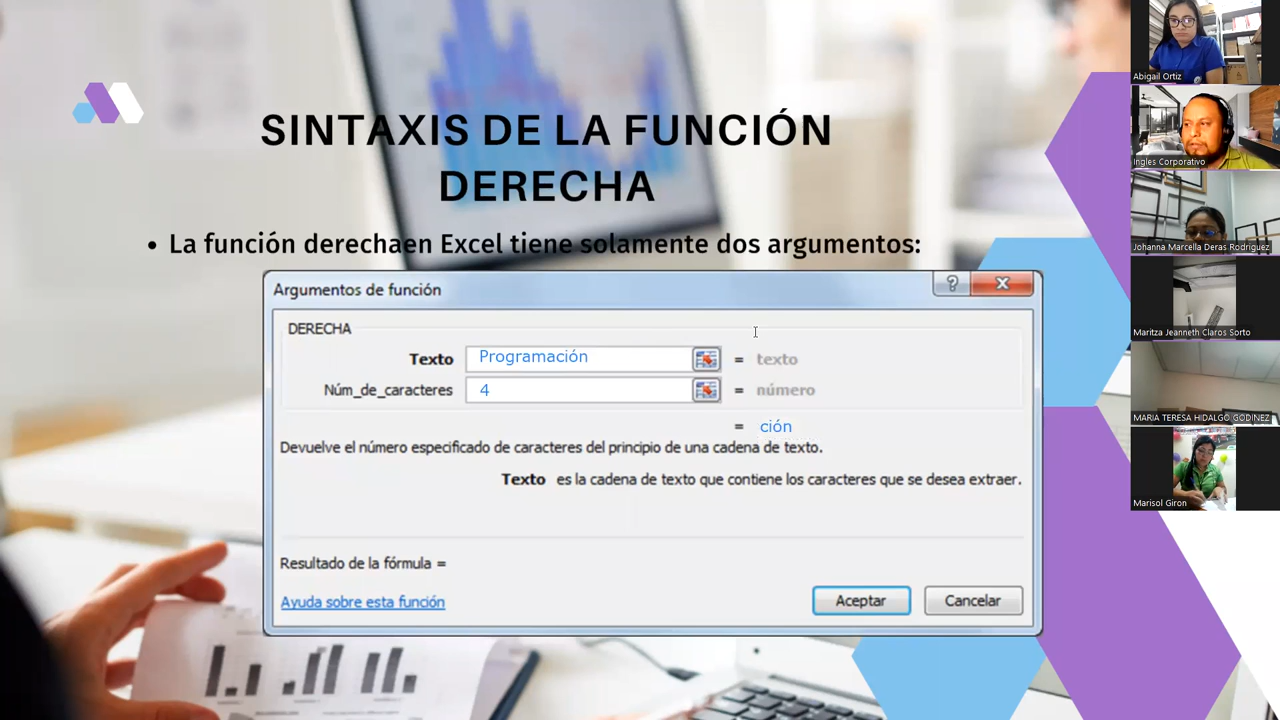 SINTAXIS DE LA FUNCIÓN
DERECHA
• La función derechaen Excel tiene solamente dos argumentos:
Argumentos de función
?
DERECHA
Texto Programación = texto
Núm_de_caracteres 4 = número
= ción
Devuelve el número especificado de caracteres del principio de una cadena de texto.
Texto es la cadena de texto que contiene los caracteres que se desea extraer.
Resultado de la fórmula =
Ayuda sobre esta función
Aceptar Cancelar
Abigail Ortiz
Ingles Corporativo
Johanna Marcella Deras Rodriguez
Maritza Jeanneth Claros Sorto
MARIA TERESA HIDALGO GODINEZ
Marisol Giron